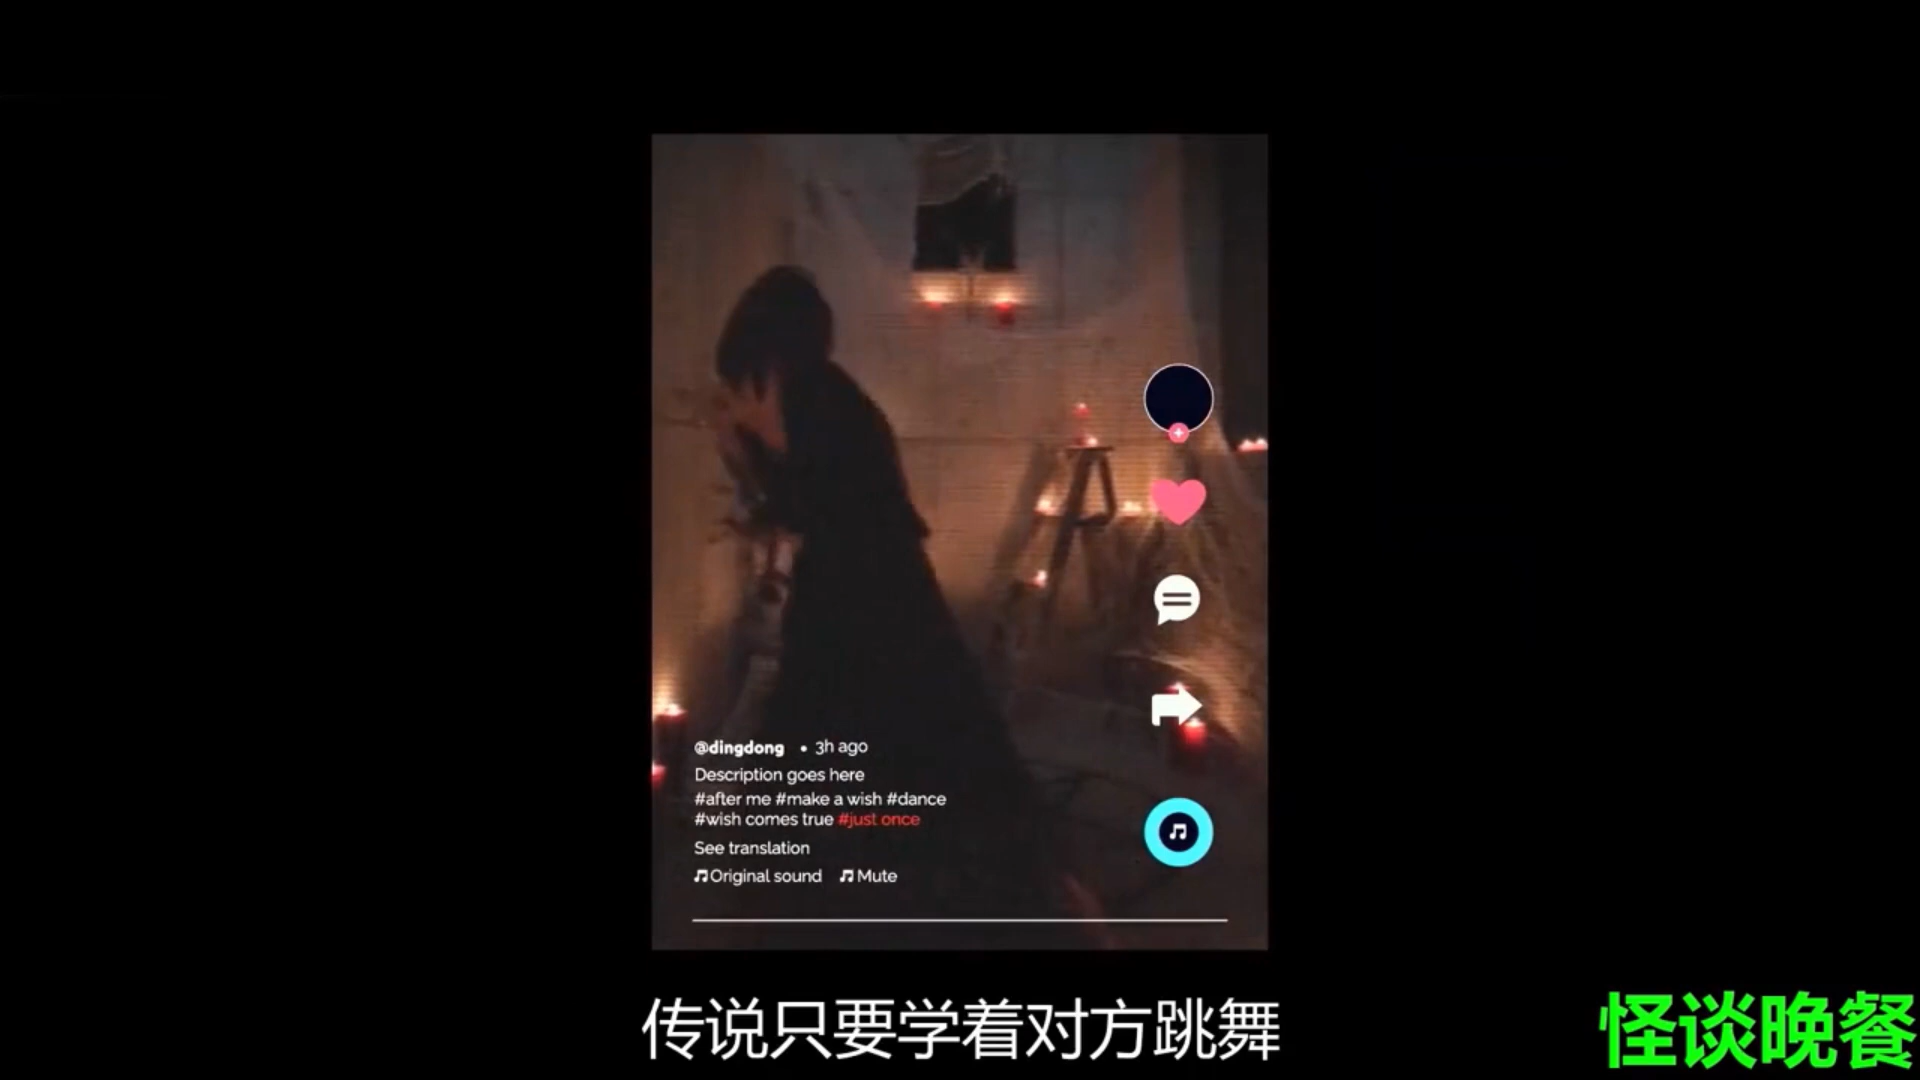 @dingdong • 3h ago
Description goes here
#after me #make a wish #dance
#wish comes true #just once
See translation
Original sound Mute
传说只要学着对方跳舞
怪谈晚餐